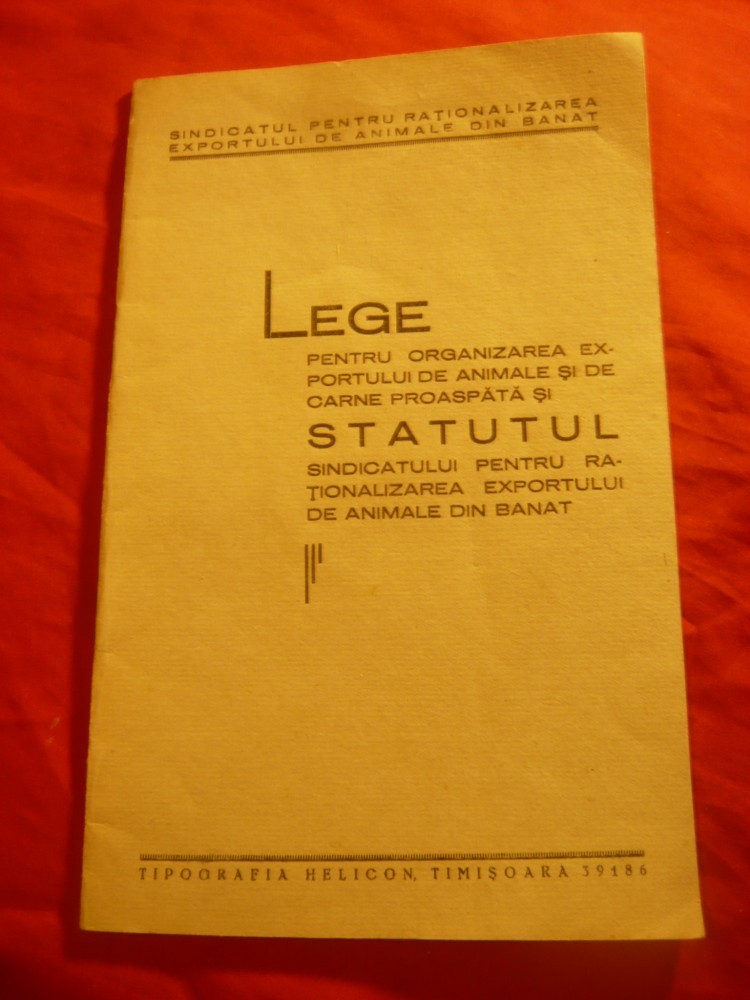 SINDICATUL PENTRU RAȚIONALIZAREA
EXPORTULUI DE ANIMALE DIN BANAT
LEGE
PENTRU ORGANIZAREA EX-
PORTULUI DE ANIMALE ȘI DE
CARNE PROASPĂTĂ ȘI
STATUTUL
SINDICATULUI PENTRU RA-
ȚIONALIZAREA EXPORTULUI
DE ANIMALE DIN BANAT
TIPOGRAFIA HELICON, TIMIȘOARA 39186